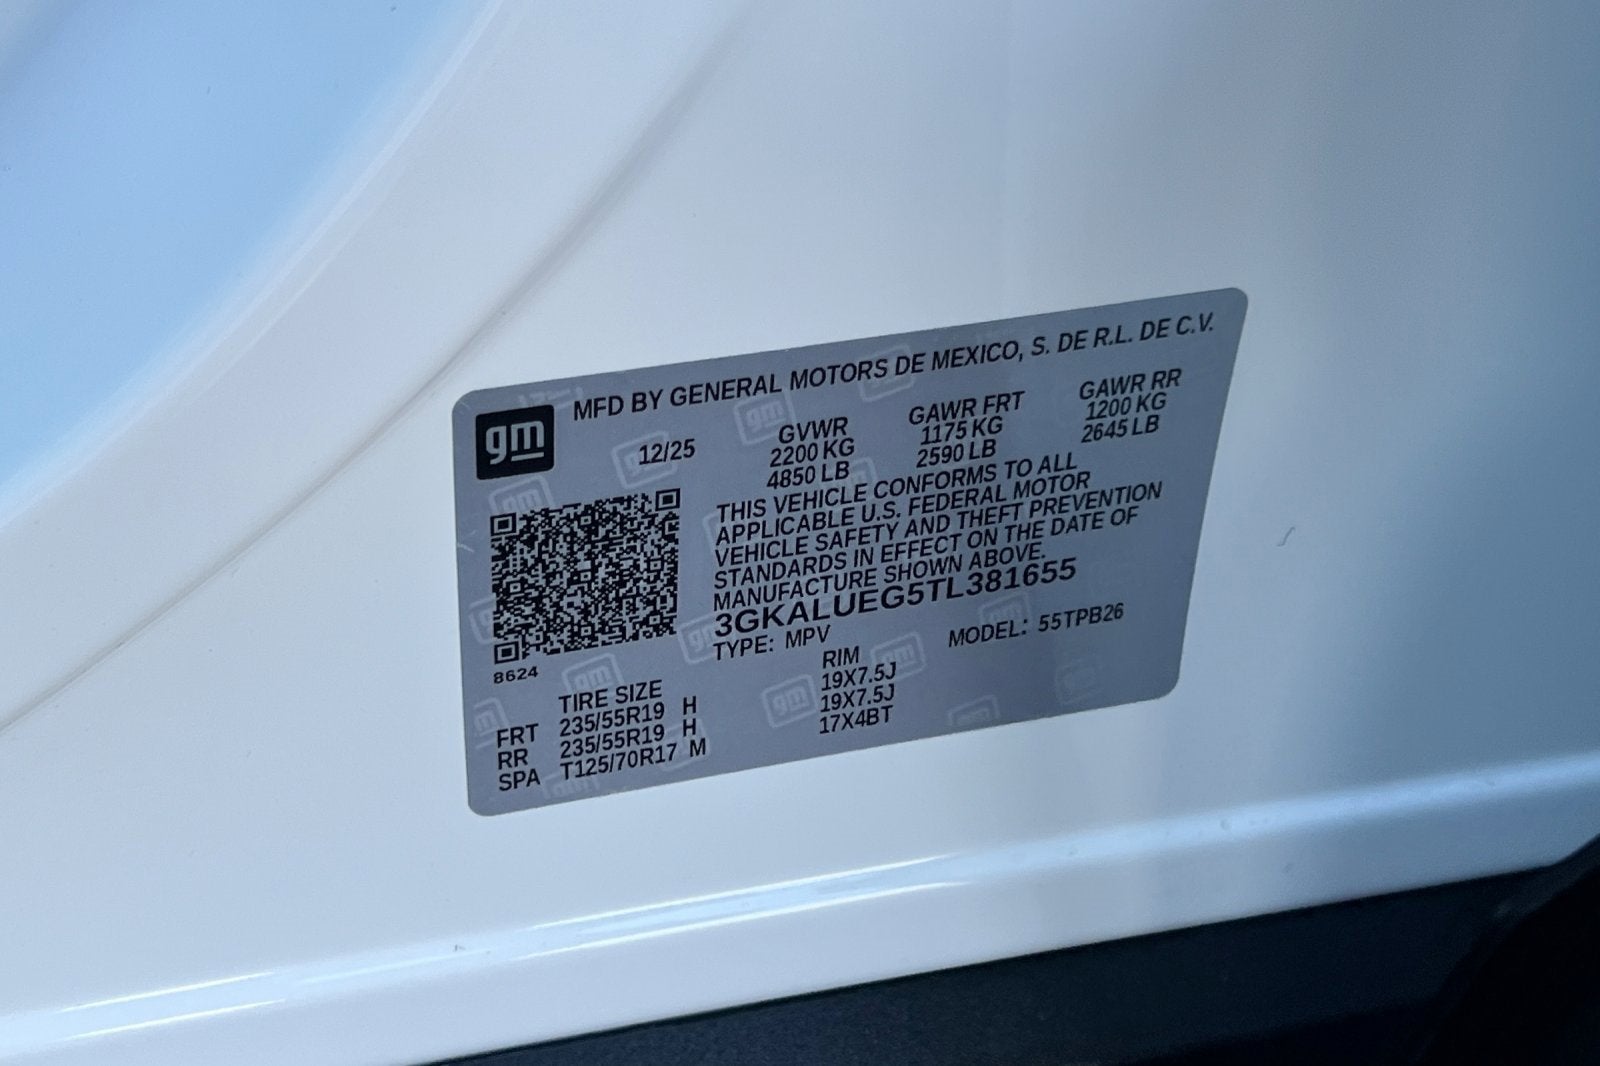 MFD BY GENERAL MOTORS DE MEXICO, S. DE R.L. DE C.V.
gm
12/25
GVWR GAWR FRT GAWR RR
2200 KG 1175 KG 1200 KG
4850 LB 2590 LB 2645 LB
THIS VEHICLE CONFORMS TO ALL
APPLICABLE U.S. FEDERAL MOTOR
VEHICLE SAFETY AND THEFT PREVENTION
STANDARDS IN EFFECT ON THE DATE OF
MANUFACTURE SHOWN ABOVE.
3GKALUEG5TL381655
TYPE: MPV MODEL: 55TPB26
8624
TIRE SIZE RIM
FRT 235/55R19 H 19X7.5J
RR 235/55R19 H 19X7.5J
SPA T125/70R17 M 17X4BT